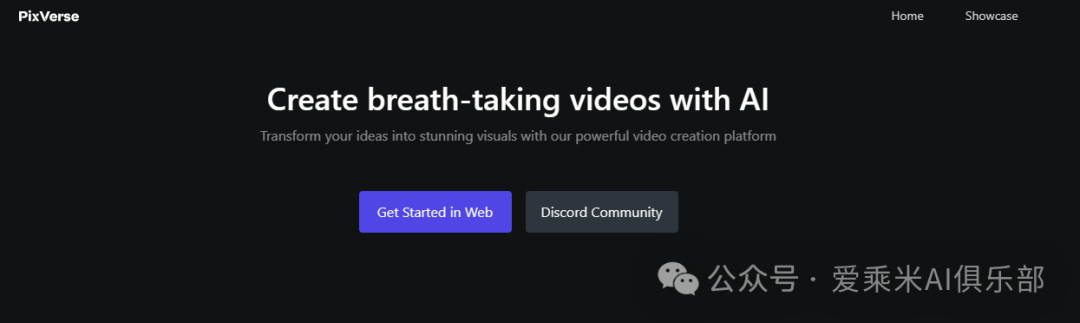 PixVerse Home Showcase
Create breath-taking videos with AI
Transform your ideas into stunning visuals with our powerful video creation platform
Get Started in Web Discord Community
公众号 · 爱乘米AI俱乐部